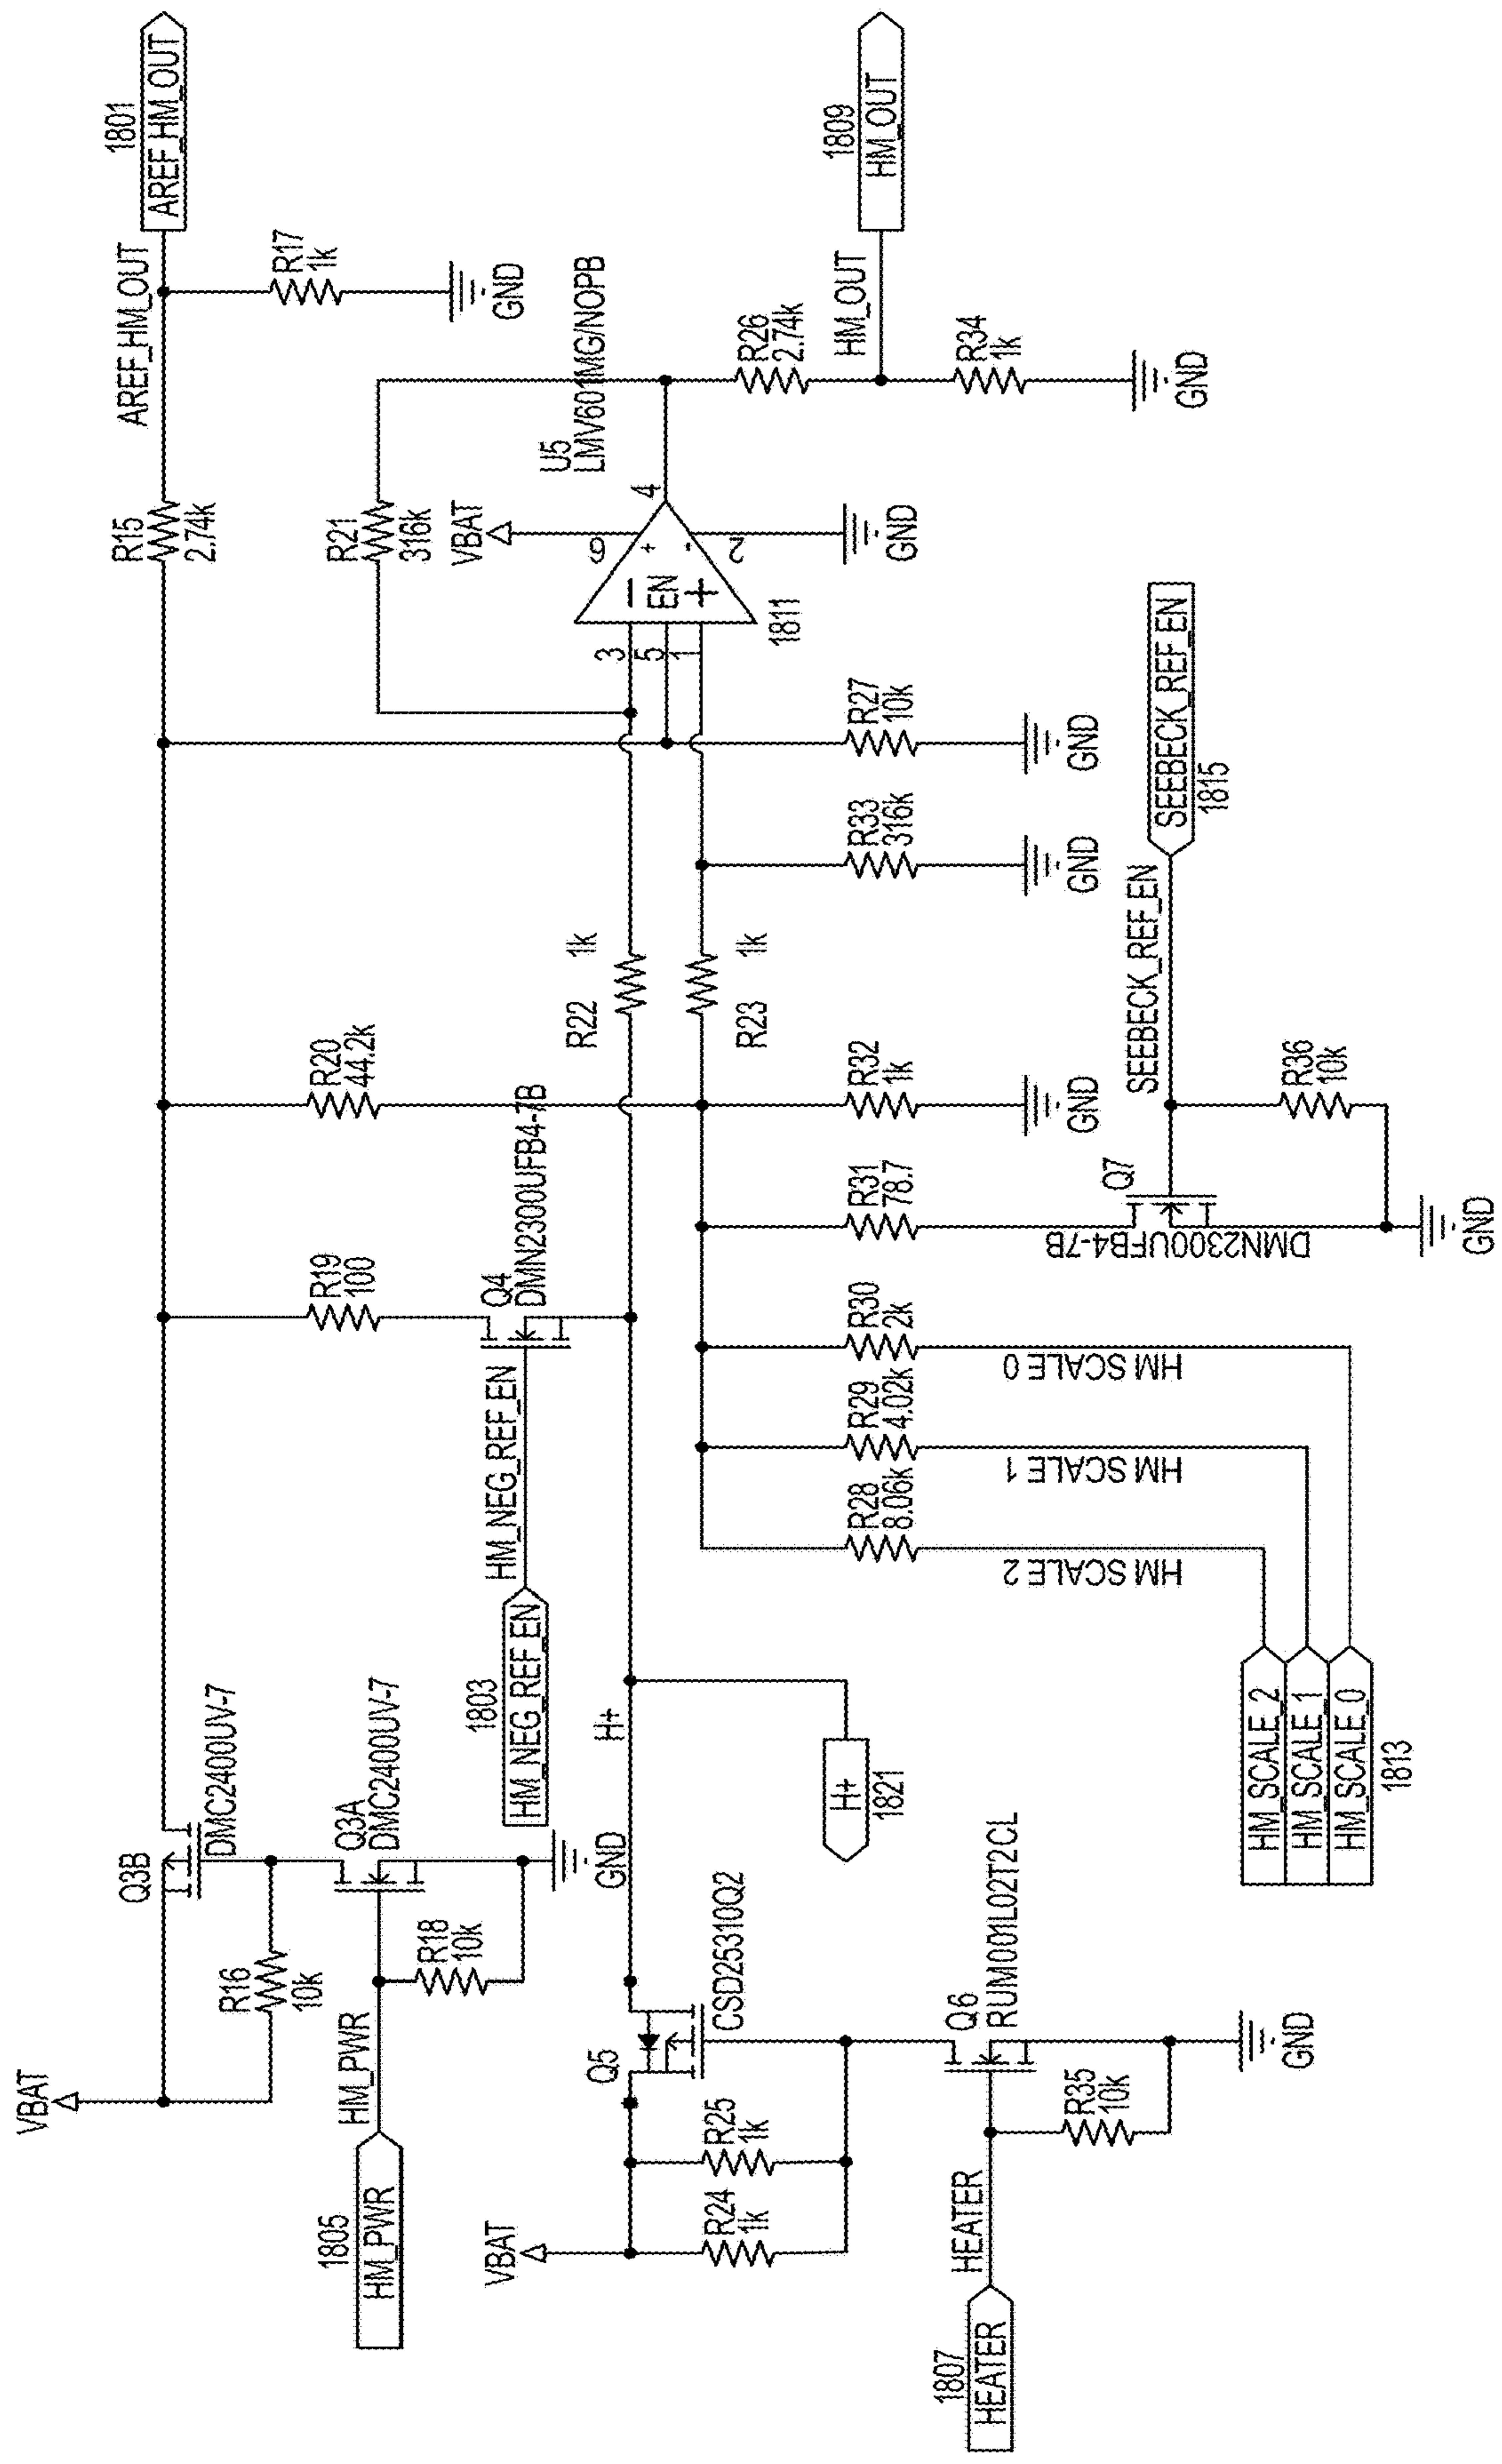 1801
AREF_HM_OUT
AREF_HM_OUT
R17
1k
GND
R15
2.74k
1809
HM_OUT
HM_OUT
R26
2.74k
R34
1k
GND
U5
LMV601MG/NOPB
R21
316k
VBAT
6
4
2
GND
3
5
1
EN
+
-
1811
R27
10k
GND
R33
316k
GND
R22
1k
R23
1k
R20
44.2k
R32
1k
GND
SEEBECK_REF_EN
1815
SEEBECK_REF_EN
R36
10k
Q7
DMN2300UFB4-7B
GND
R31
78.7
R19
100
Q4
DMN2300UFB4-7B
HM_NEG_REF_EN
1803
HM_NEG_REF_EN
R30
2k
HM SCALE 0
R29
4.02k
HM SCALE 1
R28
8.06k
HM SCALE 2
HM_SCALE_2
HM_SCALE_1
HM_SCALE_0
1813
H+
H+
1821
Q3B
DMC2400UV-7
Q3A
DMC2400UV-7
GND
R16
10k
R18
10k
VBAT
HM_PWR
1805
HM_PWR
Q5
CSD25310Q2
R25
1k
R24
1k
VBAT
Q6
RUM001L02T2CL
R35
10k
GND
HEATER
1807
HEATER